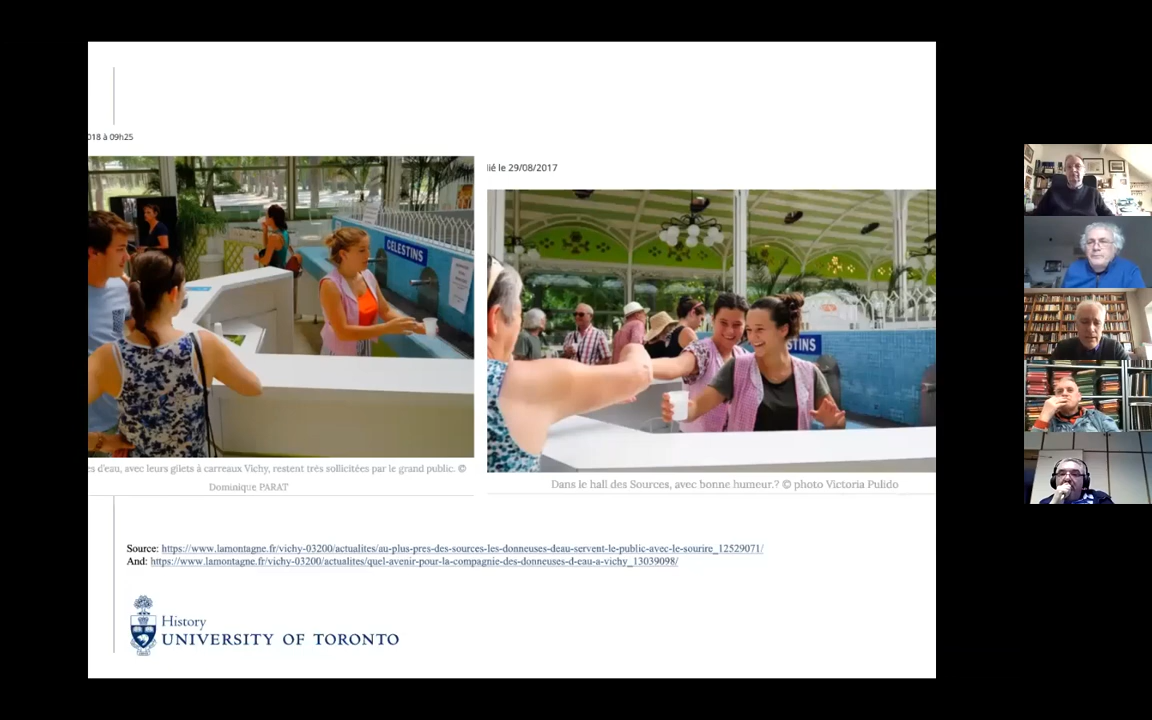 018 à 09h25
lié le 29/08/2017
CELESTINS
STINS
es d'eau, avec leurs gilets à carreaux Vichy, restent très sollicitées par le grand public. ©
Dominique PARAT
Dans le hall des Sources, avec bonne humeur.? © photo Victoria Pulido
Source: https://www.lamontagne.fr/vichy-03200/actualites/au-plus-pres-des-sources-les-donneuses-deau-servent-le-public-avec-le-sourire_12529071/
And: https://www.lamontagne.fr/vichy-03200/actualites/quel-avenir-pour-la-compagnie-des-donneuses-d-eau-a-vichy_13039098/
History
UNIVERSITY OF TORONTO